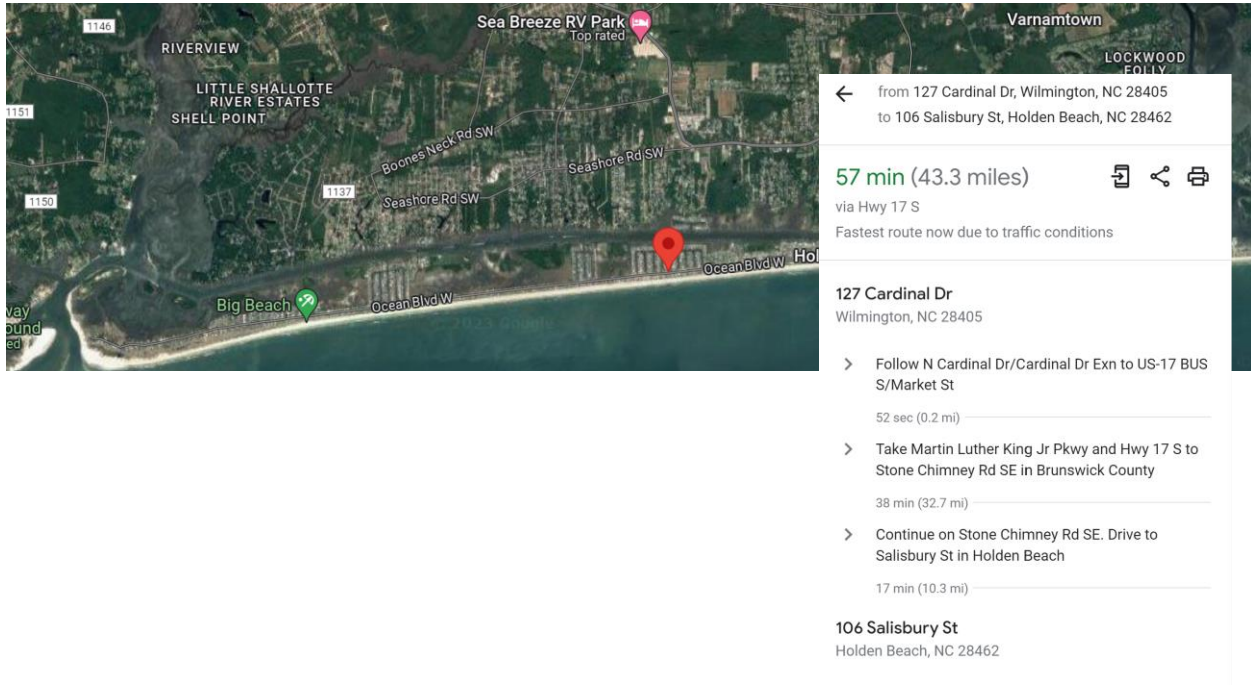 1146
RIVERVIEW
Sea Breeze RV Park
Top rated
Varnamtown
LOCKWOOD
FOLLY
LITTLE SHALLOTTE
RIVER ESTATES
SHELL POINT
1151
Boones Neck Rd SW
Seashore Rd SW
1137
1150
Seashore Rd SW
Ocean Blvd W
Hol
Big Beach
Ocean Blvd W
way
ound
ed
2023 Google
from 127 Cardinal Dr, Wilmington, NC 28405
to 106 Salisbury St, Holden Beach, NC 28462
57 min (43.3 miles)
via Hwy 17 S
Fastest route now due to traffic conditions
127 Cardinal Dr
Wilmington, NC 28405
Follow N Cardinal Dr/Cardinal Dr Exn to US-17 BUS
S/Market St
52 sec (0.2 mi)
Take Martin Luther King Jr Pkwy and Hwy 17 S to
Stone Chimney Rd SE in Brunswick County
38 min (32.7 mi)
Continue on Stone Chimney Rd SE. Drive to
Salisbury St in Holden Beach
17 min (10.3 mi)
106 Salisbury St
Holden Beach, NC 28462